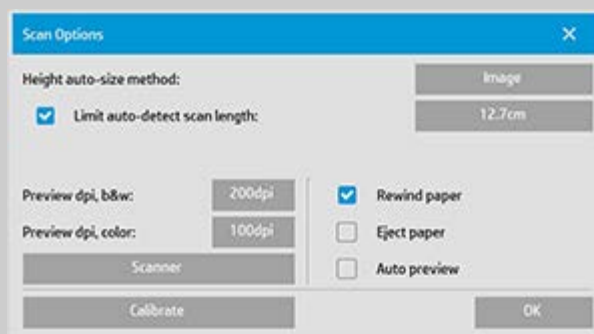 Scan Options
Height auto-size method: Image
Limit auto-detect scan length: 12.7cm
Preview dpi, b&w: 200dpi
Rewind paper
Preview dpi, color: 100dpi
Eject paper
Scanner
Auto preview
Calibrate
OK